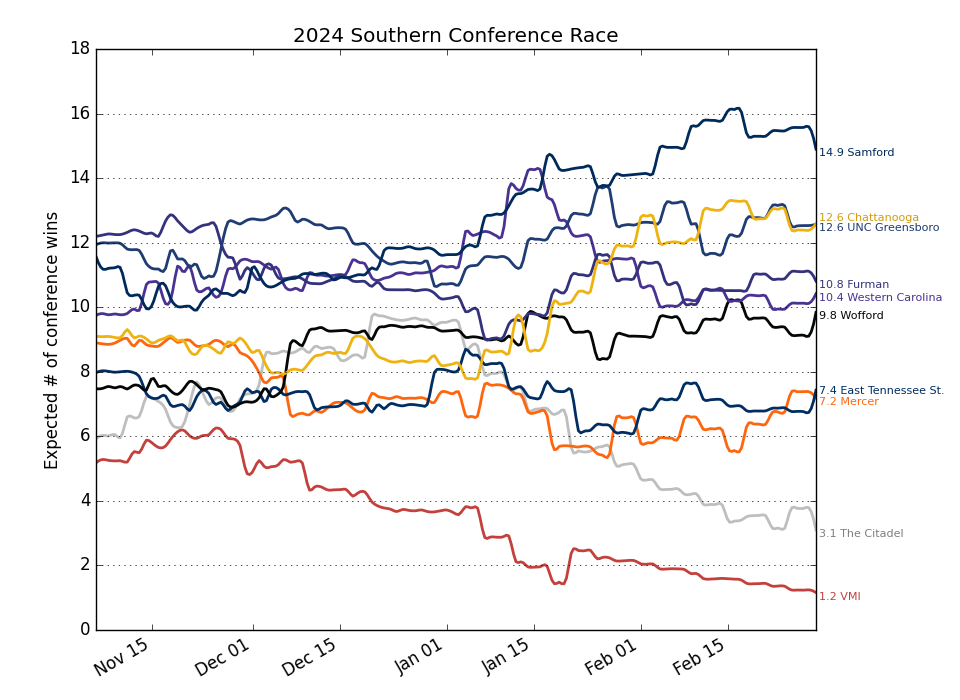 2024 Southern Conference Race
Expected # of conference wins
18
16
14
12
10
8
6
4
2
0
Nov 15
Dec 01
Dec 15
Jan 01
Jan 15
Feb 01
Feb 15
14.9 Samford
12.6 Chattanooga
12.6 UNC Greensboro
10.8 Furman
10.4 Western Carolina
9.8 Wofford
7.4 East Tennessee St.
7.2 Mercer
3.1 The Citadel
1.2 VMI